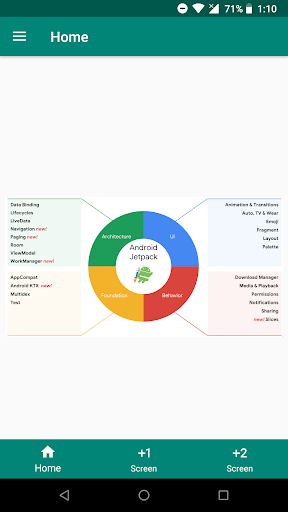 71% 1:10
Home
Data Binding
Lifecycles
LiveData
Navigation new!
Paging new!
Room
ViewModel
WorkManager new!
Animation & Transitions
Auto, TV & Wear
Emoji
Fragment
Layout
Palette
Architecture
UI
Android
Jetpack
Foundation
Behavior
AppCompat
Android KTX new!
Multidex
Test
Download Manager
Media & Playback
Permissions
Notifications
Sharing
new! Slices
Home
+1
Screen
+2
Screen